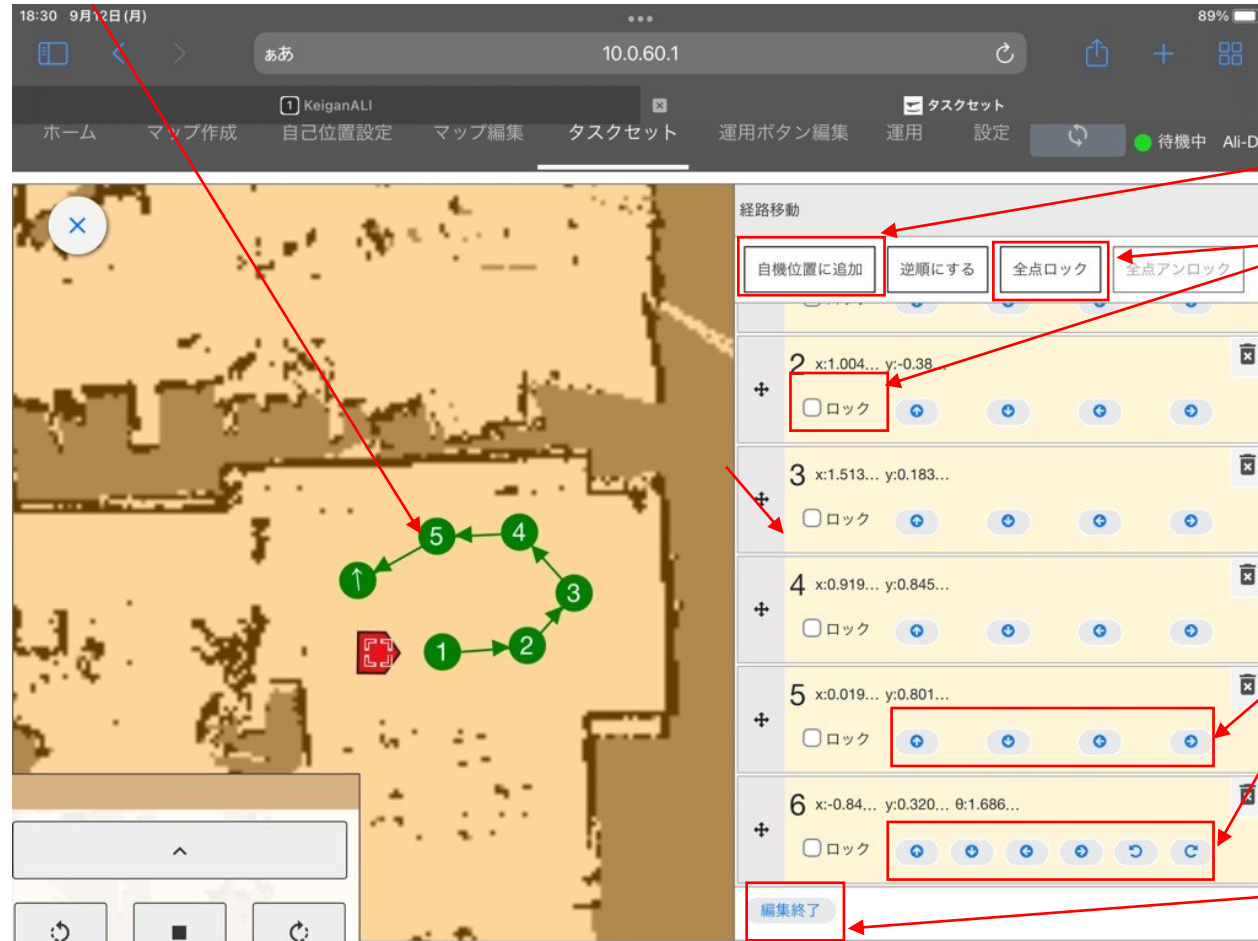 18:30 9月12日(月)
89%
ぁあ
10.0.60.1
1 KeiganALI
タスクセット
ホーム
マップ作成
自己位置設定
マップ編集
タスクセット
運用ボタン編集
運用
設定
待機中
Ali-D
経路移動
自機位置に追加
逆順にする
全点ロック
全点アンロック
2 x:1.004... y:-0.38...
ロック
3 x:1.513... y:0.183...
ロック
4 x:0.919... y:0.845...
ロック
5 x:0.019... y:0.801...
ロック
6 x:-0.84... y:0.320... θ:1.686...
ロック
編集終了
5
4
3
1
2